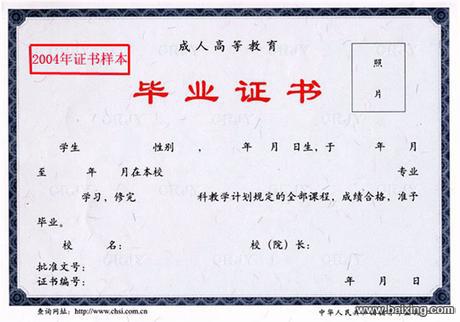 成人高等教育
2004年证书样本
照
片
毕业证书
学生 性别 , 年 月 日生,于 年 月
至 年 月在本校 专业
学习,修完 科教学计划规定的全部课程,成绩合格,准予
毕业。
校 名: 校(院)长:
批准文号:
证书编号: 年 月 日
查询网址:http://www.chsi.com.cn
中华人民
www.baixing.com